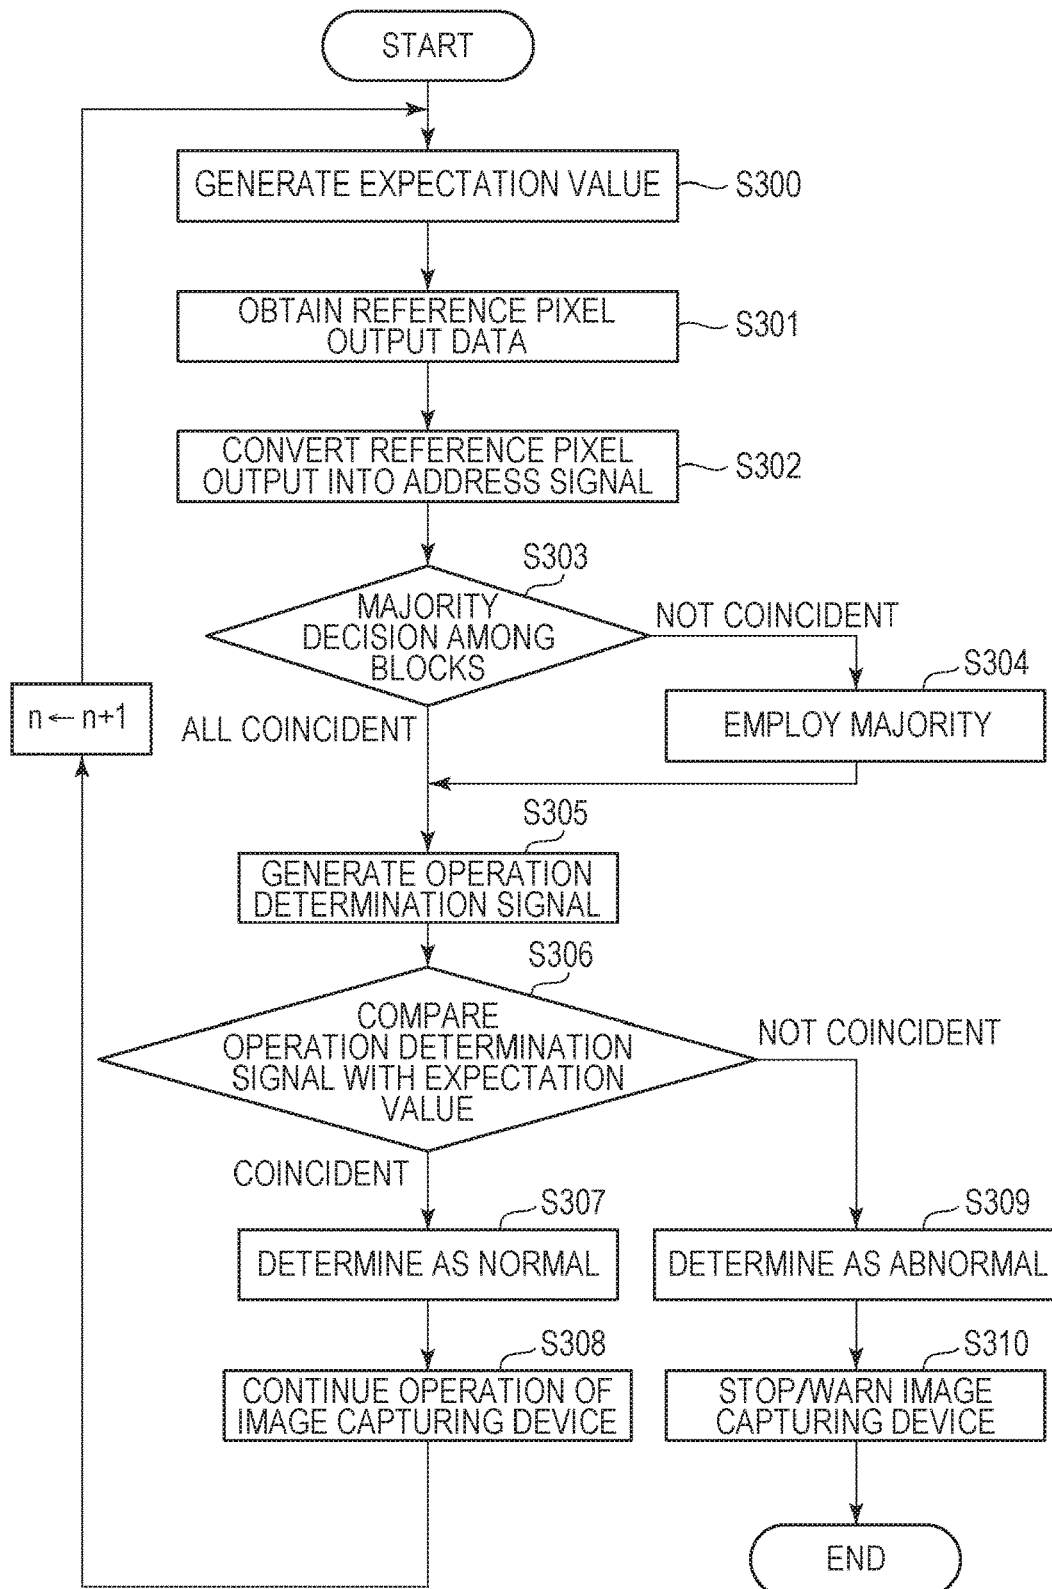 START
GENERATE EXPECTATION VALUE
S300
OBTAIN REFERENCE PIXEL
OUTPUT DATA
S301
CONVERT REFERENCE PIXEL
OUTPUT INTO ADDRESS SIGNAL
S302
S303
MAJORITY
DECISION AMONG
BLOCKS
NOT COINCIDENT
S304
EMPLOY MAJORITY
n ← n+1
ALL COINCIDENT
S305
GENERATE OPERATION
DETERMINATION SIGNAL
S306
COMPARE
OPERATION DETERMINATION
SIGNAL WITH EXPECTATION
VALUE
NOT COINCIDENT
COINCIDENT
S307
DETERMINE AS NORMAL
S309
DETERMINE AS ABNORMAL
S308
CONTINUE OPERATION OF
IMAGE CAPTURING DEVICE
S310
STOP/WARN IMAGE
CAPTURING DEVICE
END